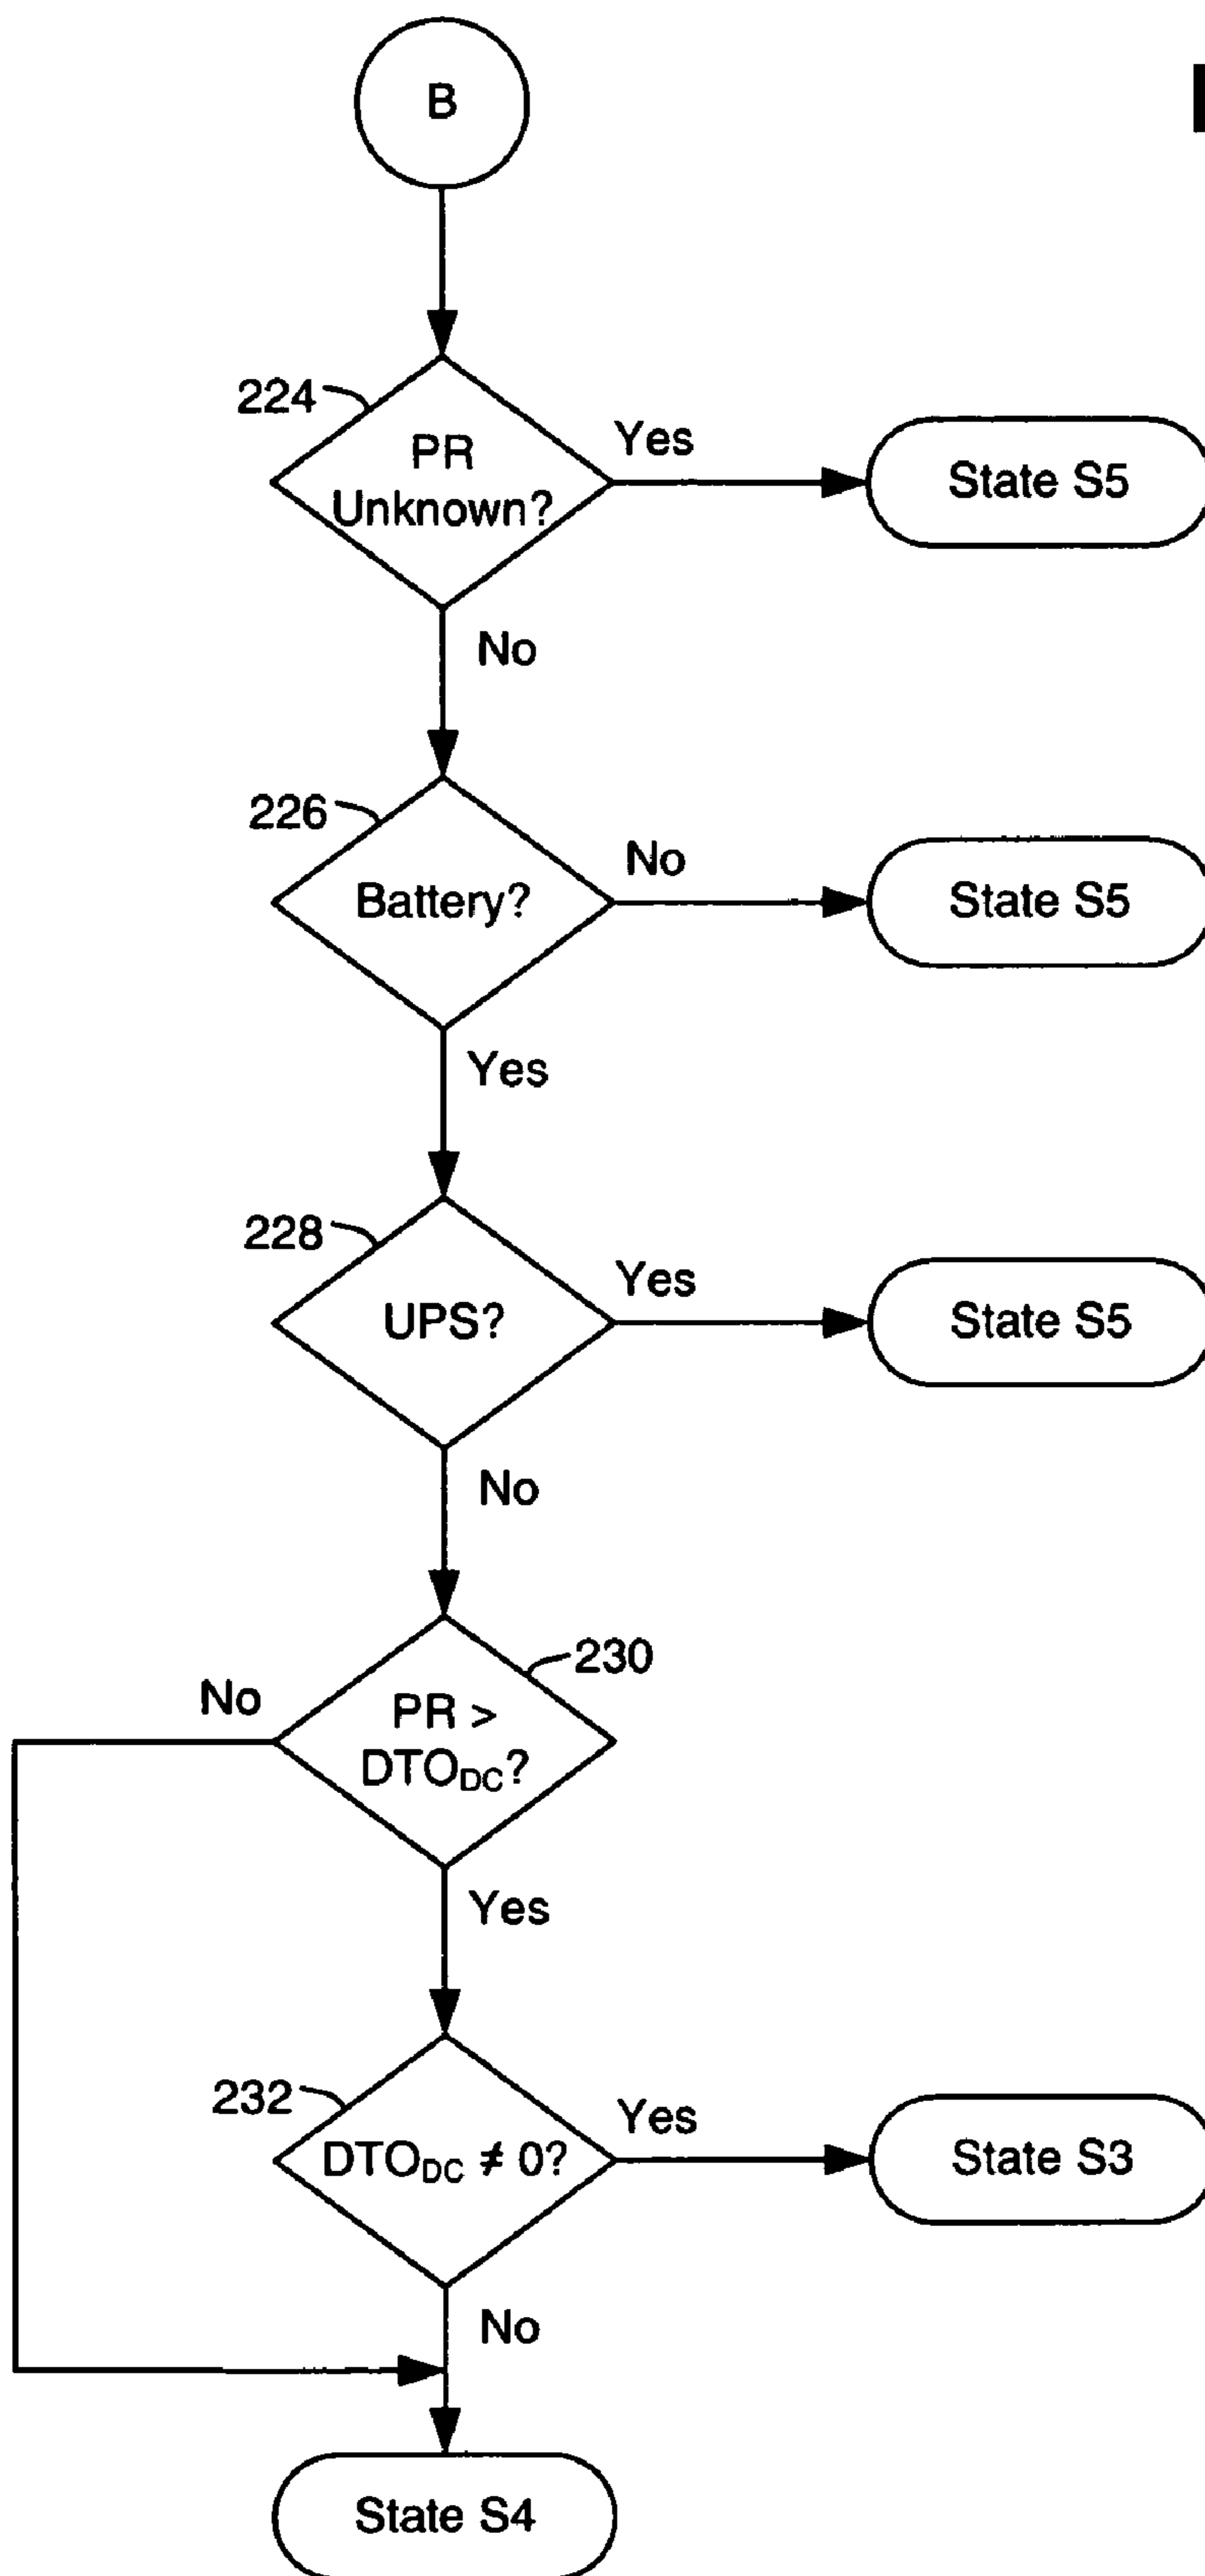 B
224
PR
Unknown?
Yes
State S5
No
226
Battery?
No
State S5
Yes
228
UPS?
Yes
State S5
No
230
No
PR >
DTO_DC?
Yes
232
DTO_DC ≠ 0?
Yes
State S3
No
State S4